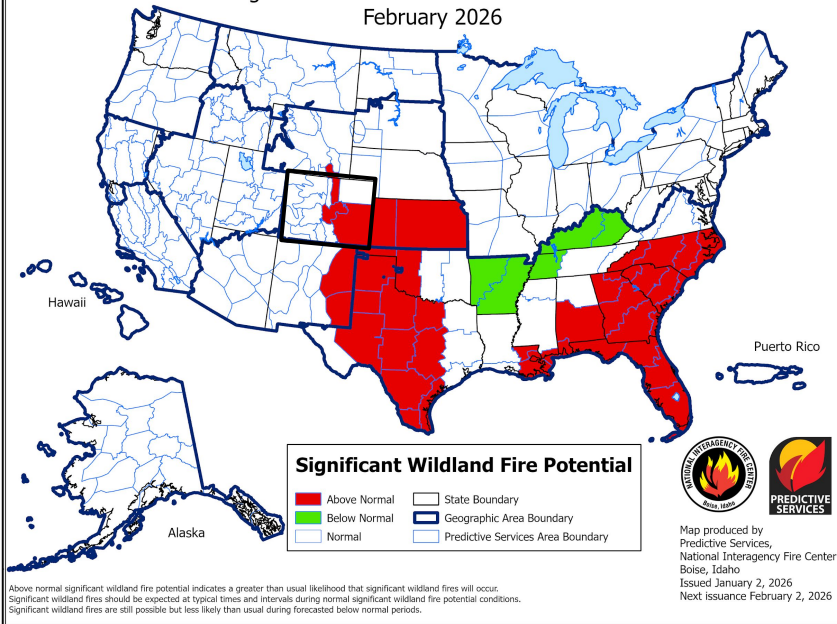 February 2026
Hawaii
Puerto Rico
Alaska
Significant Wildland Fire Potential
Above Normal
Below Normal
Normal
State Boundary
Geographic Area Boundary
Predictive Services Area Boundary
NATIONAL INTERAGENCY FIRE CENTER
Boise, Idaho
PREDICTIVE
SERVICES
Map produced by
Predictive Services,
National Interagency Fire Center
Boise, Idaho
Issued January 2, 2026
Next issuance February 2, 2026
Above normal significant wildland fire potential indicates a greater than usual likelihood that significant wildland fires will occur.
Significant wildland fires should be expected at typical times and intervals during normal significant wildland fire potential conditions.
Significant wildland fires are still possible but less likely than usual during forecasted below normal periods.